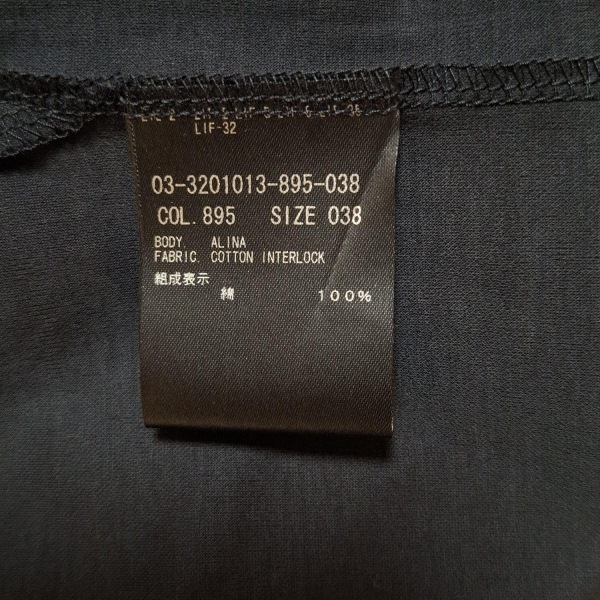 LIF-32
03-3201013-895-038
COL. 895 SIZE 038
BODY. ALINA
FABRIC. COTTON INTERLOCK
組成表示
綿 100%